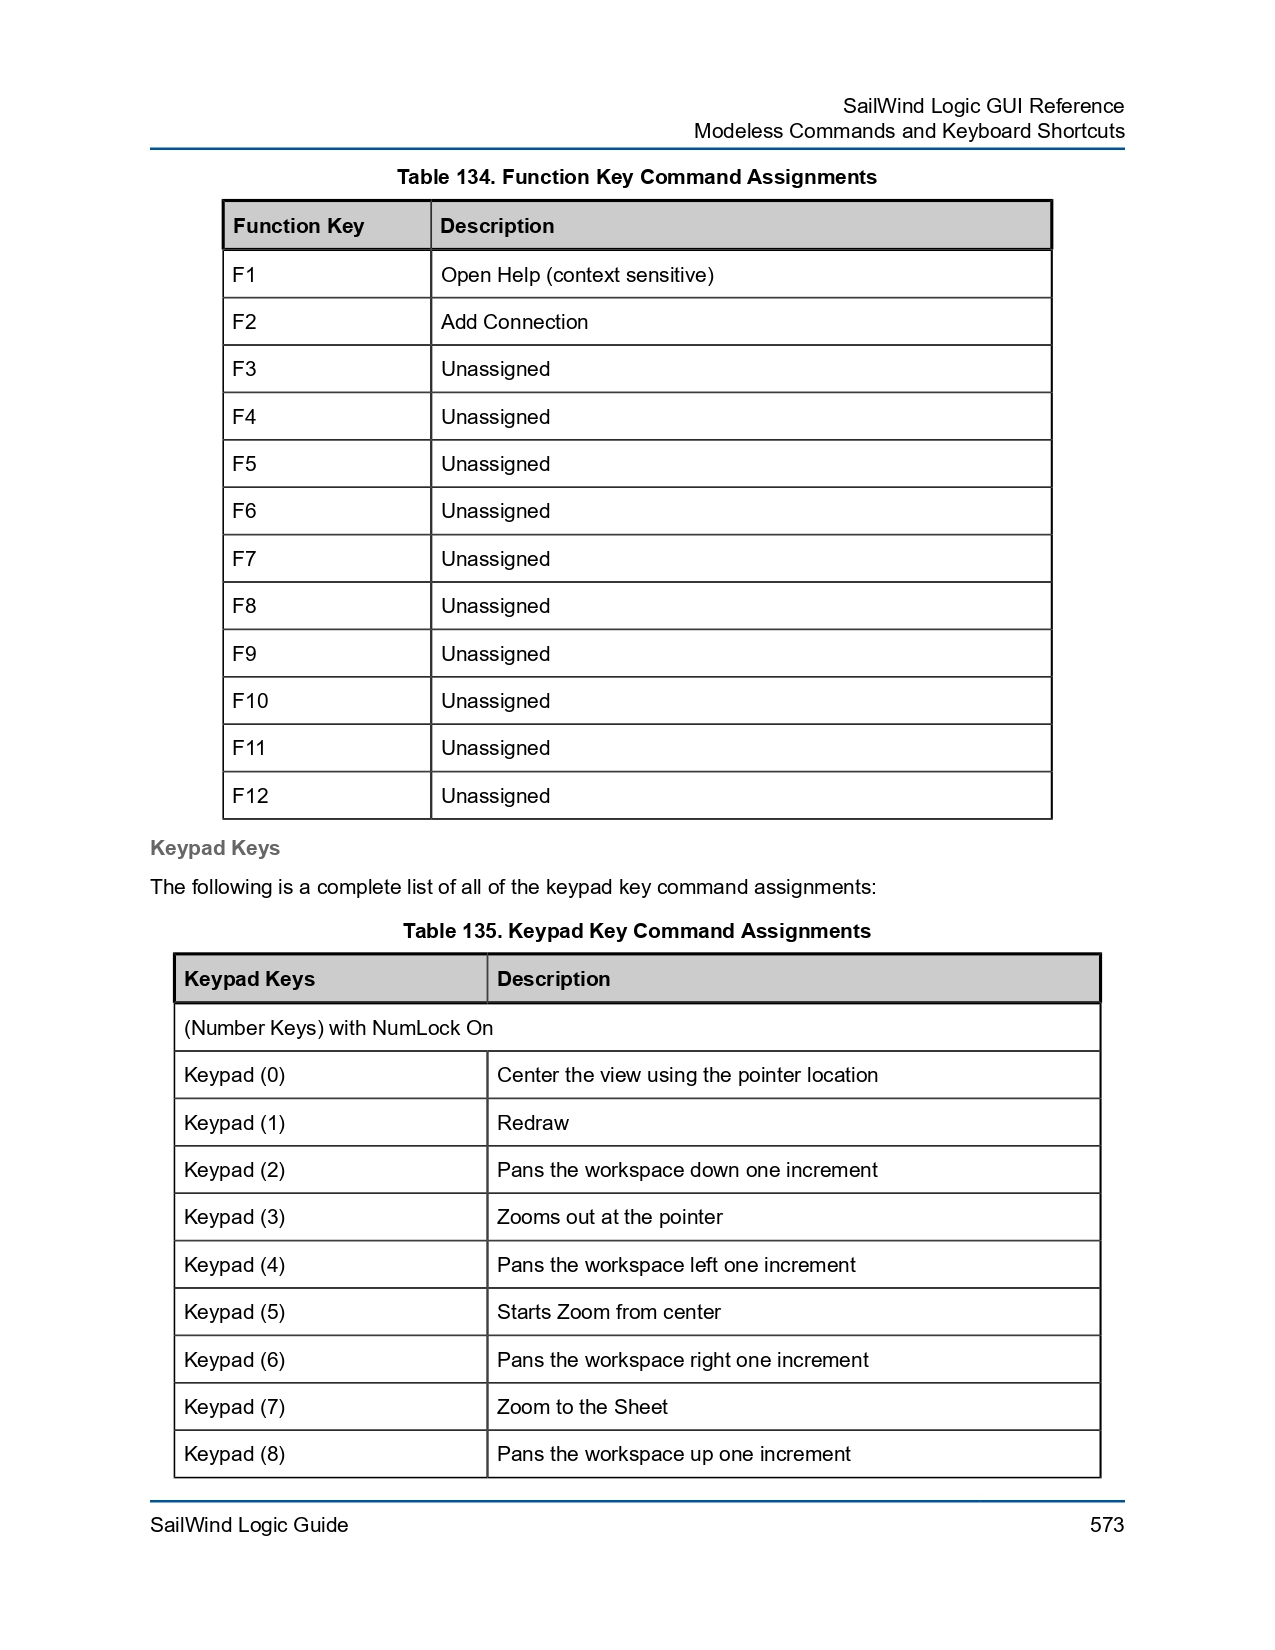 SailWind Logic GUI Reference
Modeless Commands and Keyboard Shortcuts
Table 134. Function Key Command Assignments
Function Key Description
F1 Open Help (context sensitive)
F2 Add Connection
F3 Unassigned
F4 Unassigned
F5 Unassigned
F6 Unassigned
F7 Unassigned
F8 Unassigned
F9 Unassigned
F10 Unassigned
F11 Unassigned
F12 Unassigned
Keypad Keys
The following is a complete list of all of the keypad key command assignments:
Table 135. Keypad Key Command Assignments
Keypad Keys Description
(Number Keys) with NumLock On
Keypad (0) Center the view using the pointer location
Keypad (1) Redraw
Keypad (2) Pans the workspace down one increment
Keypad (3) Zooms out at the pointer
Keypad (4) Pans the workspace left one increment
Keypad (5) Starts Zoom from center
Keypad (6) Pans the workspace right one increment
Keypad (7) Zoom to the Sheet
Keypad (8) Pans the workspace up one increment
SailWind Logic Guide 573